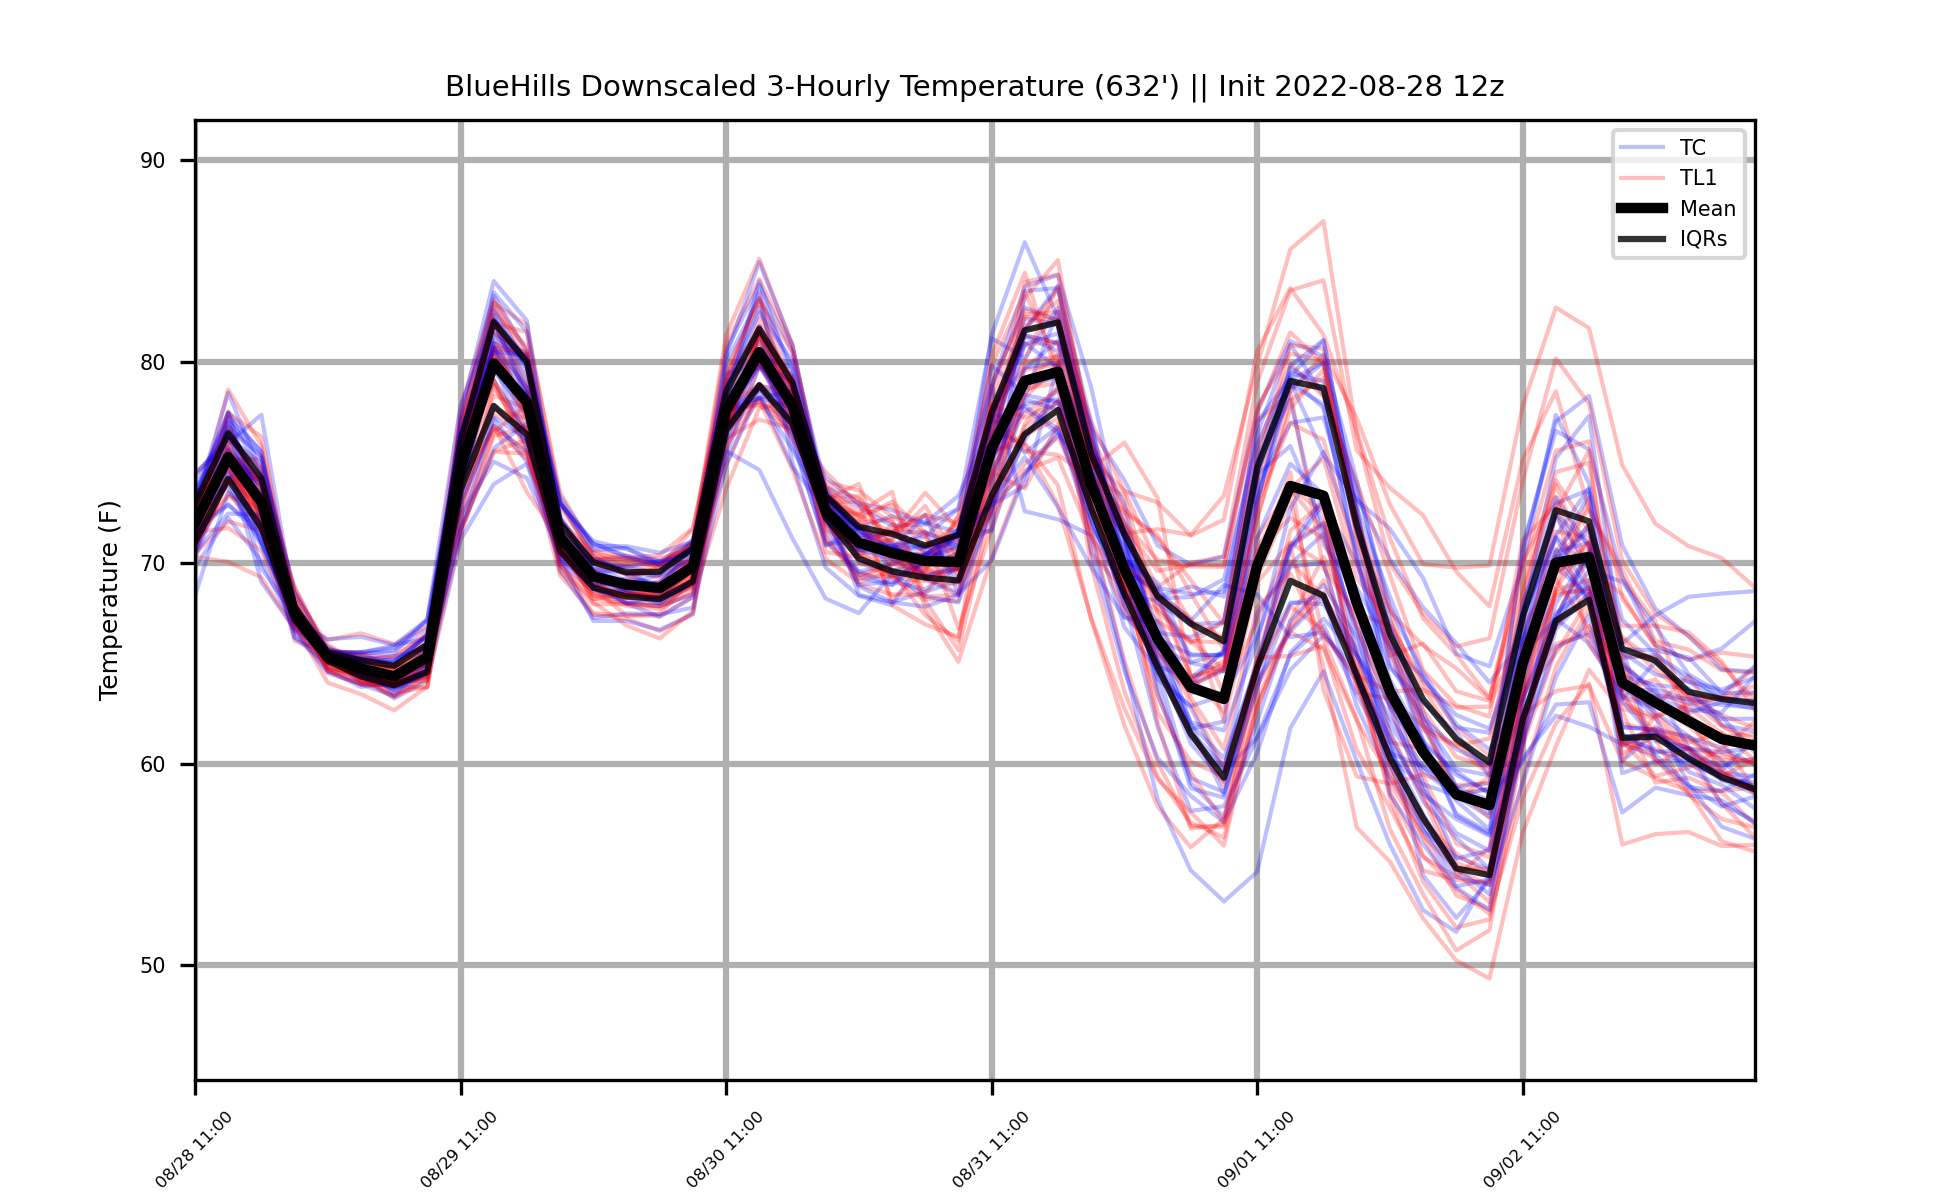 BlueHills Downscaled 3-Hourly Temperature (632') || Init 2022-08-28 12z
TC
TL1
Mean
IQRs
Temperature (F)
90
80
70
60
50
08/28 11:00
08/29 11:00
08/30 11:00
08/31 11:00
09/01 11:00
09/02 11:00